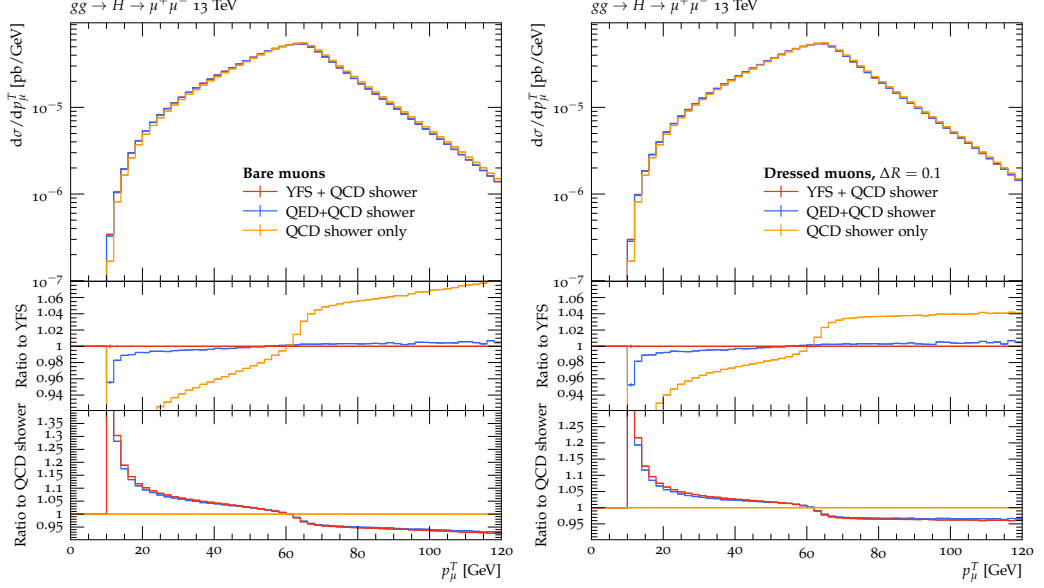 gg → H → μ⁺μ⁻ 13 TeV
dσ/dp_μ^T [pb/GeV]
10⁻⁵
10⁻⁶
10⁻⁷
Bare muons
YFS + QCD shower
QED+QCD shower
QCD shower only
Ratio to YFS
1.06
1.04
1.02
1
0.98
0.96
0.94
Ratio to QCD shower
1.35
1.3
1.25
1.2
1.15
1.1
1.05
1
0.95
0 20 40 60 80 100 120
p_μ^T [GeV]
gg → H → μ⁺μ⁻ 13 TeV
dσ/dp_μ^T [pb/GeV]
10⁻⁵
10⁻⁶
10⁻⁷
Dressed muons, ΔR = 0.1
YFS + QCD shower
QED+QCD shower
QCD shower only
Ratio to YFS
1.06
1.04
1.02
1
0.98
0.96
0.94
Ratio to QCD shower
1.25
1.2
1.15
1.1
1.05
1
0.95
0 20 40 60 80 100 120
p_μ^T [GeV]